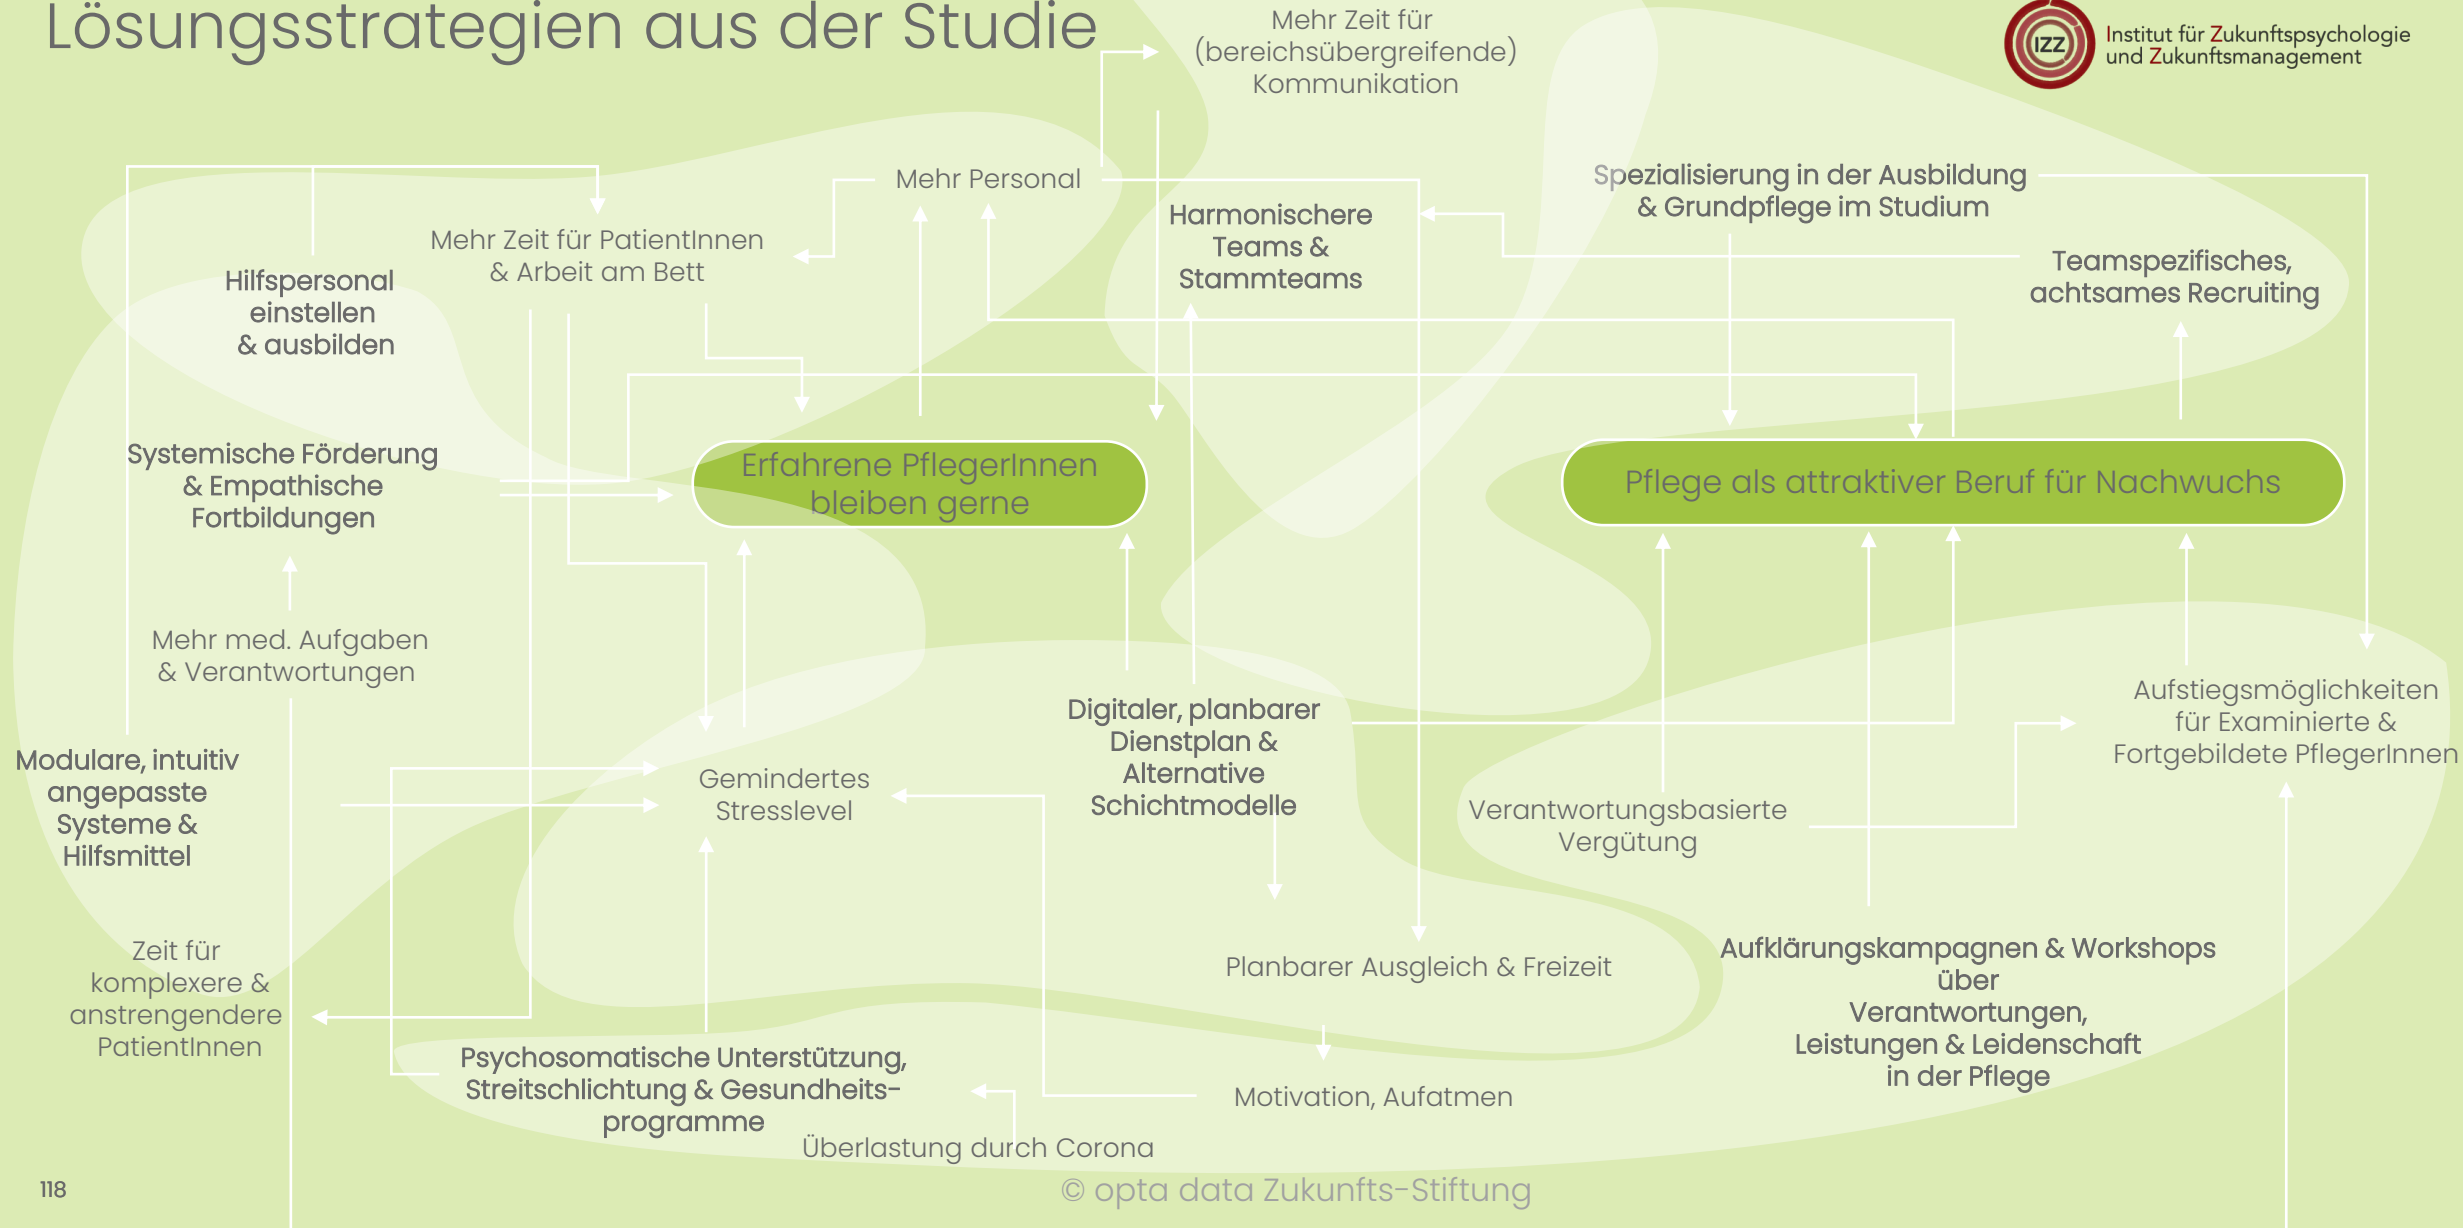 Lösungsstrategien aus der Studie
Mehr Zeit für
(bereichsübergreifende)
Kommunikation
IZZ
Institut für Zukunftspsychologie
und Zukunftsmanagement
Mehr Personal
Spezialisierung in der Ausbildung
& Grundpflege im Studium
Harmonischere
Teams &
Stammteams
Mehr Zeit für PatientInnen
& Arbeit am Bett
Teamspezifisches,
achtsames Recruiting
Hilfspersonal
einstellen
& ausbilden
Systemische Förderung
& Empathische
Fortbildungen
Erfahrene PflegerInnen
bleiben gerne
Pflege als attraktiver Beruf für Nachwuchs
Mehr med. Aufgaben
& Verantwortungen
Modulare, intuitiv
angepasste
Systeme &
Hilfsmittel
Gemindertes
Stresslevel
Digitaler, planbarer
Dienstplan &
Alternative
Schichtmodelle
Verantwortungsbasierte
Vergütung
Aufstiegsmöglichkeiten
für Examinierte &
Fortgebildete PflegerInnen
Zeit für
komplexere &
anstrengendere
PatientInnen
Planbarer Ausgleich & Freizeit
Aufklärungskampagnen & Workshops
über
Verantwortungen,
Leistungen & Leidenschaft
in der Pflege
Psychosomatische Unterstützung,
Streitschlichtung & Gesundheits-
programme
Motivation, Aufatmen
Überlastung durch Corona
118
© opta data Zukunfts-Stiftung